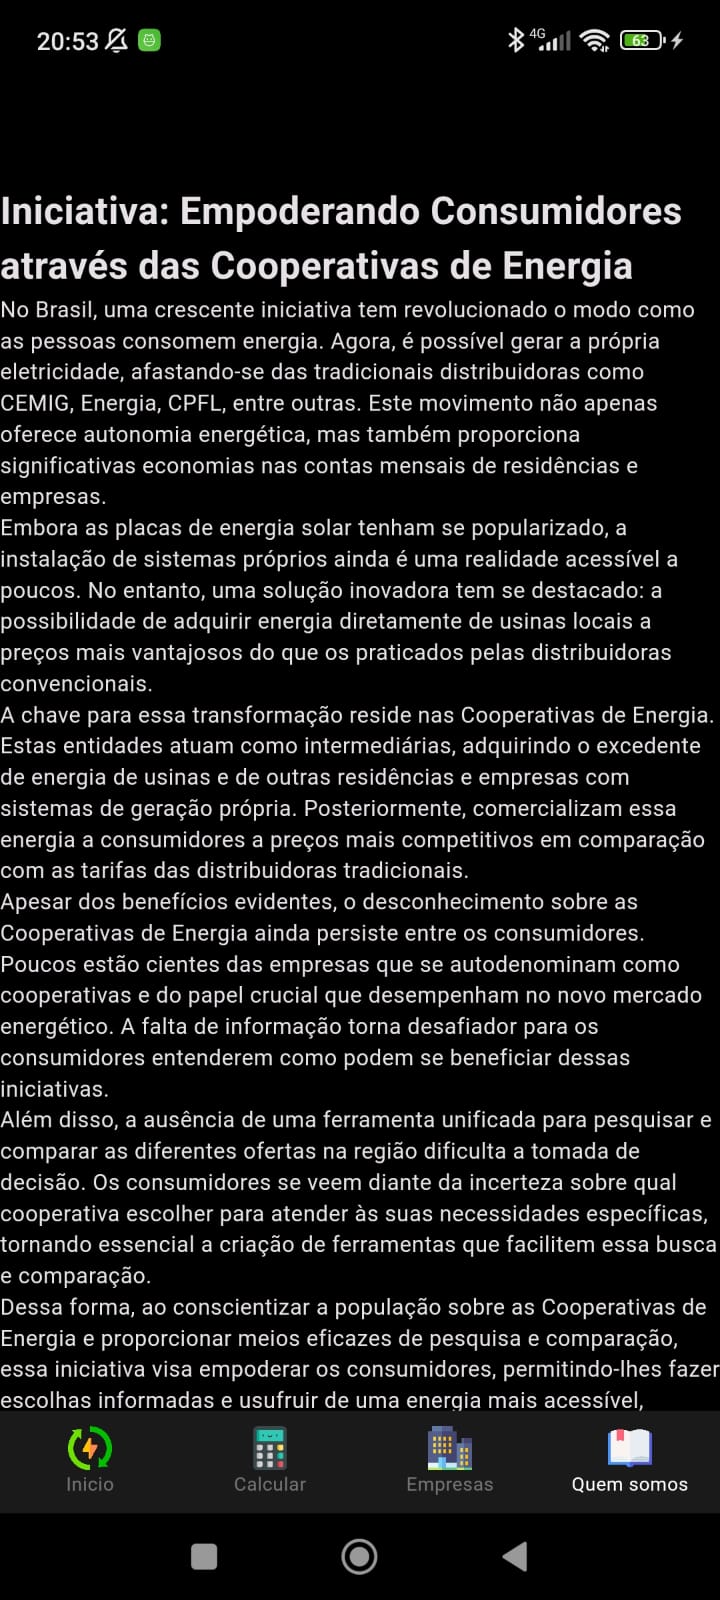 20:53
4G
63
Iniciativa: Empoderando Consumidores
através das Cooperativas de Energia
No Brasil, uma crescente iniciativa tem revolucionado o modo como
as pessoas consomem energia. Agora, é possível gerar a própria
eletricidade, afastando-se das tradicionais distribuidoras como
CEMIG, Energia, CPFL, entre outras. Este movimento não apenas
oferece autonomia energética, mas também proporciona
significativas economias nas contas mensais de residências e
empresas.
Embora as placas de energia solar tenham se popularizado, a
instalação de sistemas próprios ainda é uma realidade acessível a
poucos. No entanto, uma solução inovadora tem se destacado: a
possibilidade de adquirir energia diretamente de usinas locais a
preços mais vantajosos do que os praticados pelas distribuidoras
convencionais.
A chave para essa transformação reside nas Cooperativas de Energia.
Estas entidades atuam como intermediárias, adquirindo o excedente
de energia de usinas e de outras residências e empresas com
sistemas de geração própria. Posteriormente, comercializam essa
energia a consumidores a preços mais competitivos em comparação
com as tarifas das distribuidoras tradicionais.
Apesar dos benefícios evidentes, o desconhecimento sobre as
Cooperativas de Energia ainda persiste entre os consumidores.
Poucos estão cientes das empresas que se autodenominam como
cooperativas e do papel crucial que desempenham no novo mercado
energético. A falta de informação torna desafiador para os
consumidores entenderem como podem se beneficiar dessas
iniciativas.
Além disso, a ausência de uma ferramenta unificada para pesquisar e
comparar as diferentes ofertas na região dificulta a tomada de
decisão. Os consumidores se veem diante da incerteza sobre qual
cooperativa escolher para atender às suas necessidades específicas,
tornando essencial a criação de ferramentas que facilitem essa busca
e comparação.
Dessa forma, ao conscientizar a população sobre as Cooperativas de
Energia e proporcionar meios eficazes de pesquisa e comparação,
essa iniciativa visa empoderar os consumidores, permitindo-lhes fazer
escolhas informadas e usufruir de uma energia mais acessível,
Inicio
Calcular
Empresas
Quem somos